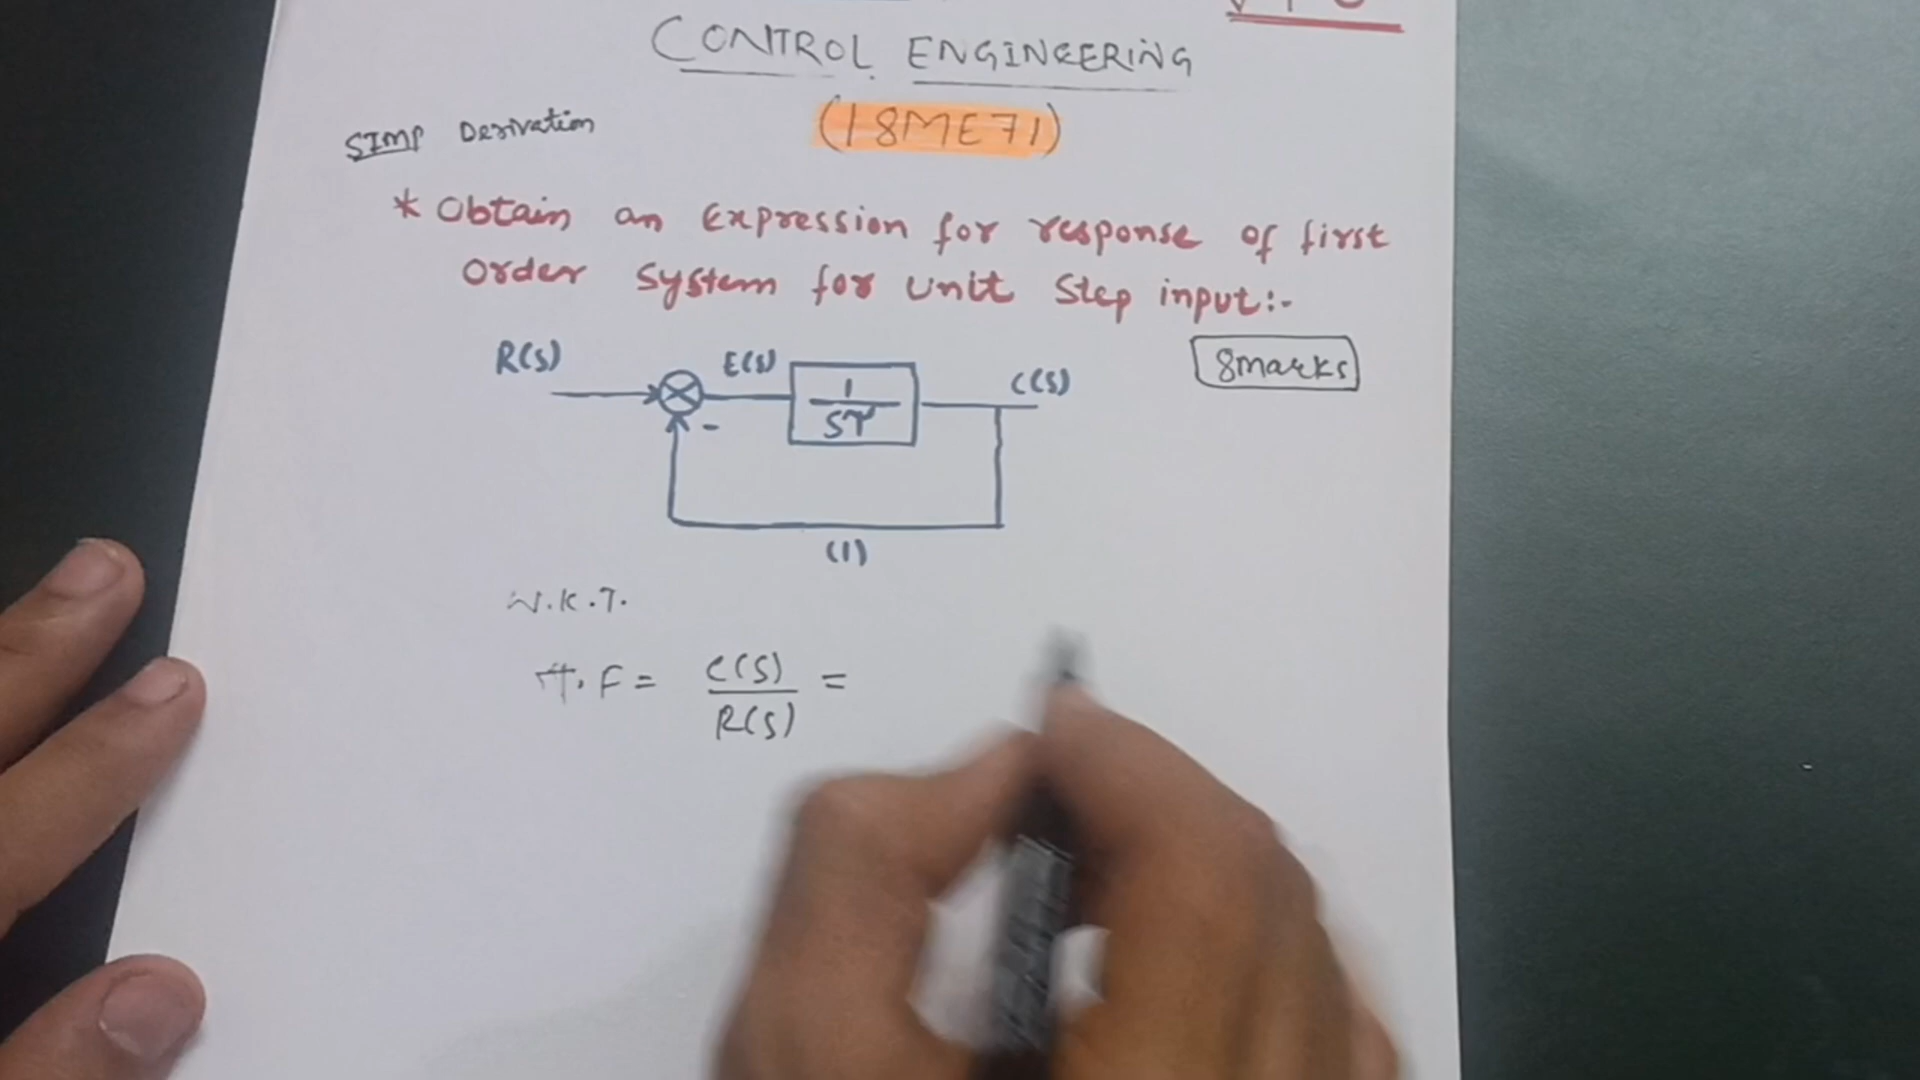 CONTROL ENGINEERING
(18ME71)
SIMP Derivation
* Obtain an Expression for response of first
order system for unit Step input:-
8marks
R(S) E(S) 1/Sτ C(S)
-
(1)
W.K.T.
T.F = C(S)/R(S) =